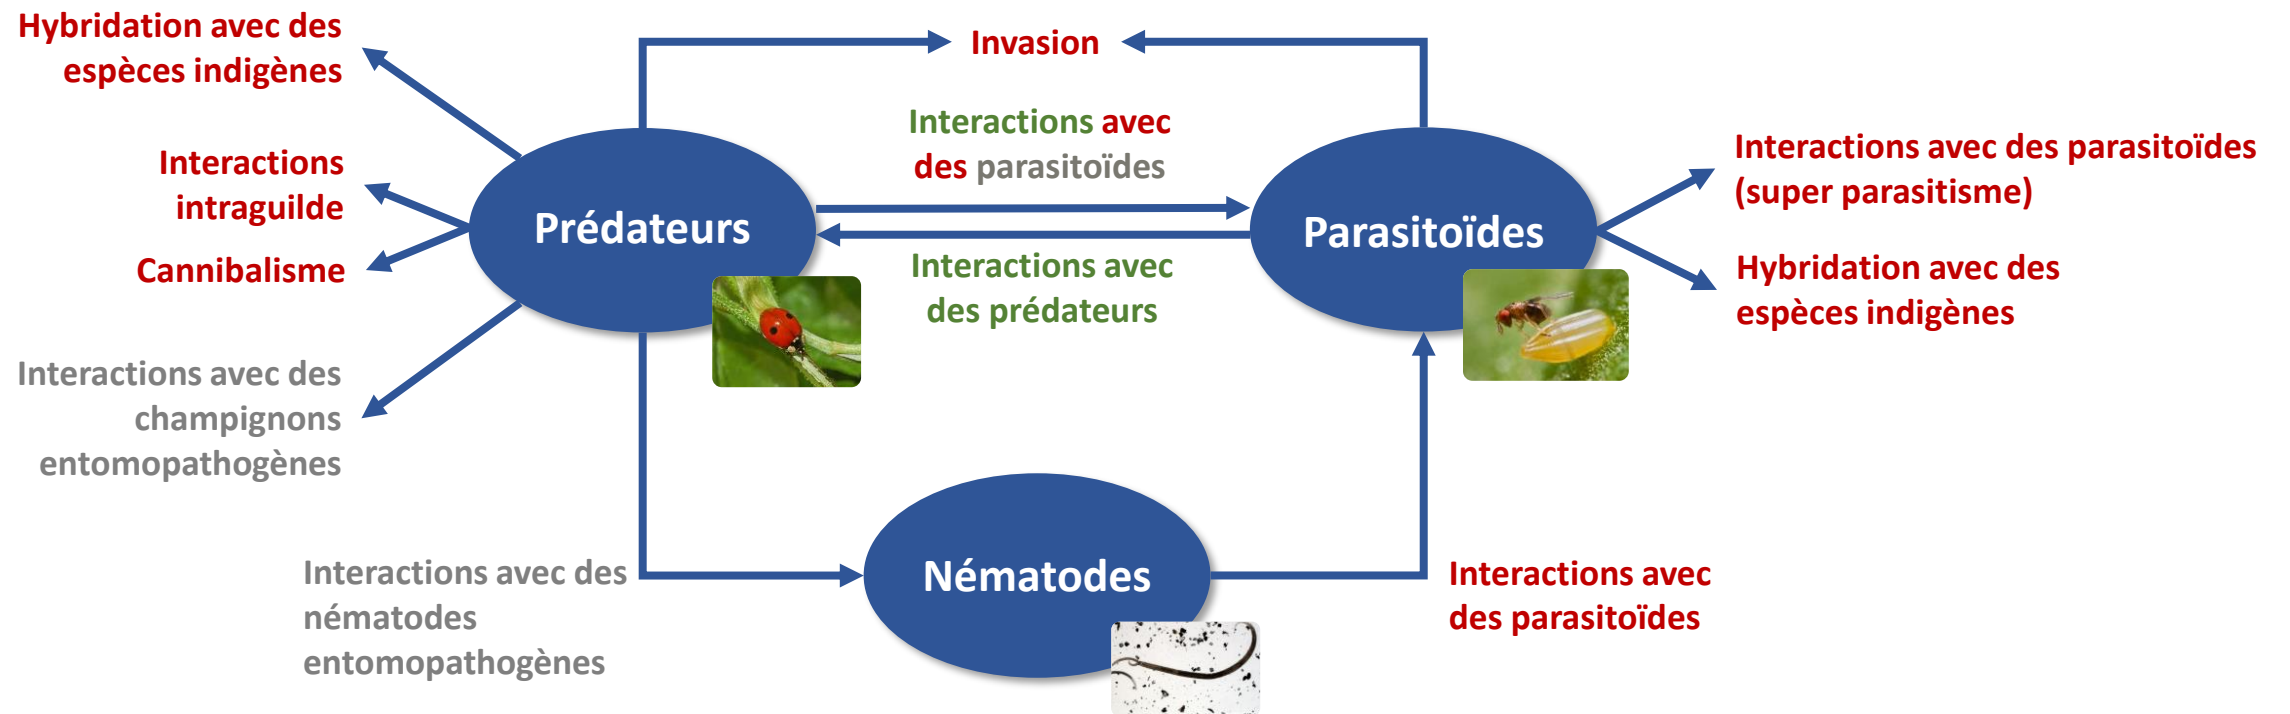 Hybridation avec des
espèces indigènes
Invasion
Interactions avec
des parasitoïdes
Interactions
intraguilde
Cannibalisme
Prédateurs
Parasitoïdes
Interactions avec des parasitoïdes
(super parasitisme)
Interactions avec
des prédateurs
Hybridation avec des
espèces indigènes
Interactions avec des
champignons
entomopathogènes
Nématodes
Interactions avec des
nématodes
entomopathogènes
Interactions avec
des parasitoïdes